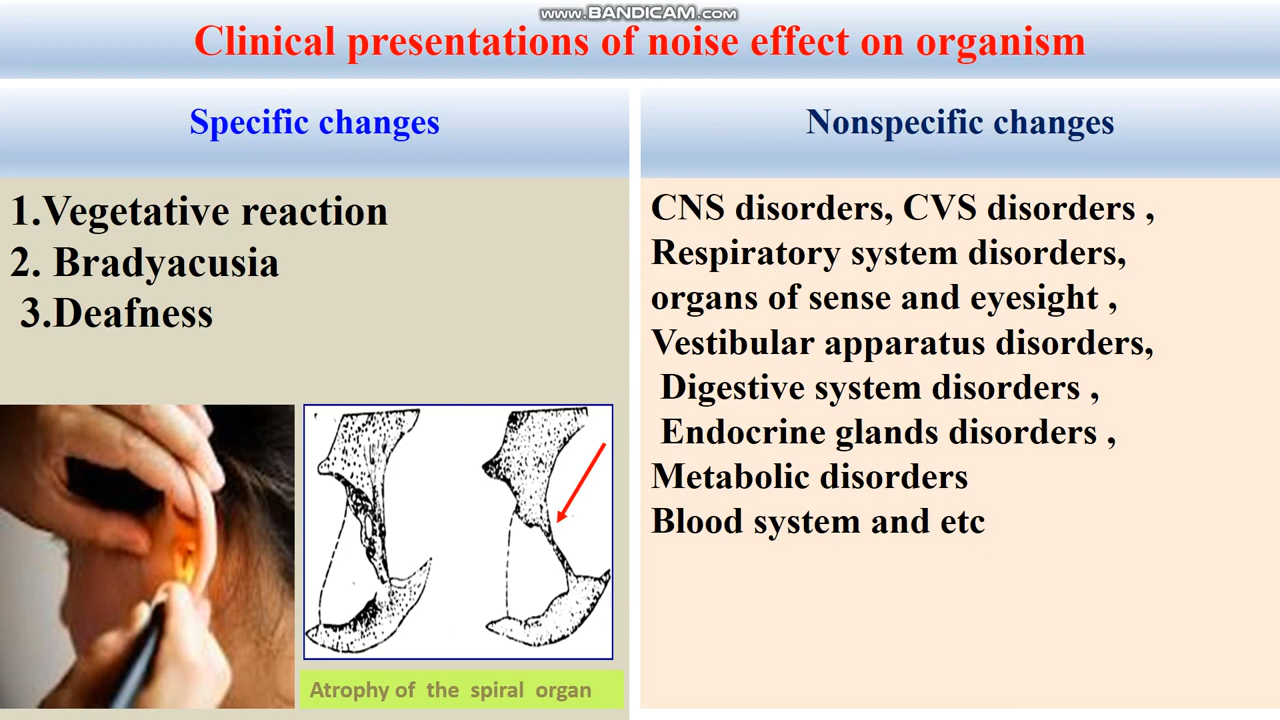 www.BANDICAM.com
Clinical presentations of noise effect on organism
Specific changes
1.Vegetative reaction
2. Bradyacusia
3.Deafness
Atrophy of the spiral organ
Nonspecific changes
CNS disorders, CVS disorders ,
Respiratory system disorders,
organs of sense and eyesight ,
Vestibular apparatus disorders,
Digestive system disorders ,
Endocrine glands disorders ,
Metabolic disorders
Blood system and etc